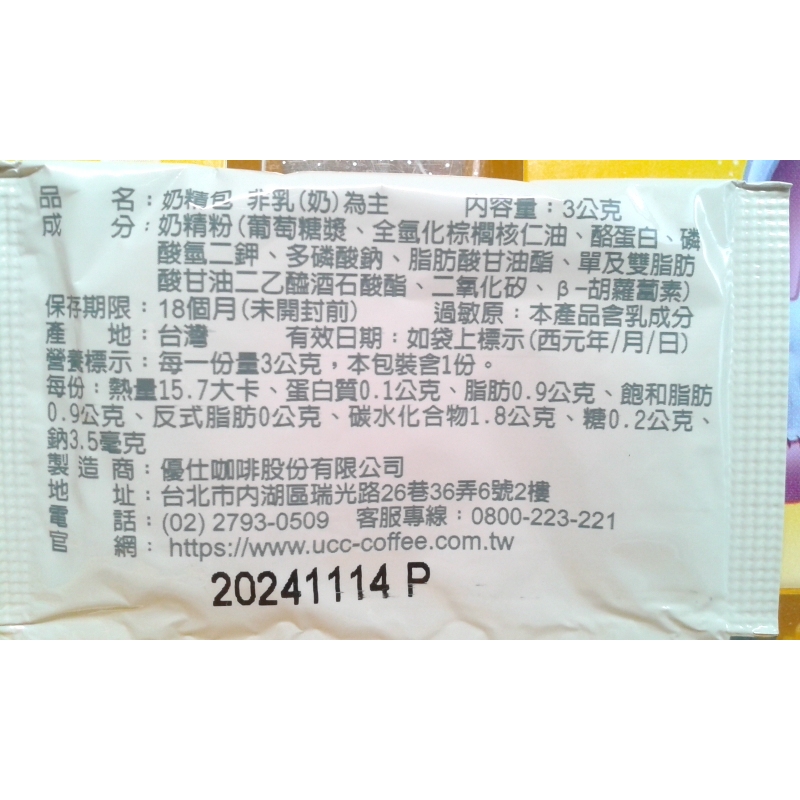 品　　名：奶精包 非乳(奶)為主　　內容量：3公克
成　　分：奶精粉(葡萄糖漿、全氫化棕櫚核仁油、酪蛋白、磷
酸氫二鉀、多磷酸鈉、脂肪酸甘油酯、單及雙脂肪
酸甘油二乙醯酒石酸酯、二氧化矽、β-胡蘿蔔素)
保存期限：18個月(未開封前)　　過敏原：本產品含乳成分
產　　地：台灣　　有效日期：如袋上標示(西元年/月/日)
營養標示：每一份量3公克，本包裝含1份。
每份：熱量15.7大卡、蛋白質0.1公克、脂肪0.9公克、飽和脂肪
0.9公克、反式脂肪0公克、碳水化合物1.8公克、糖0.2公克、
鈉3.5毫克
製 造 商：優仕咖啡股份有限公司
地　　址：台北市內湖區瑞光路26巷36弄6號2樓
電　　話：(02) 2793-0509　客服專線：0800-223-221
官　　網：https://www.ucc-coffee.com.tw
20241114 P